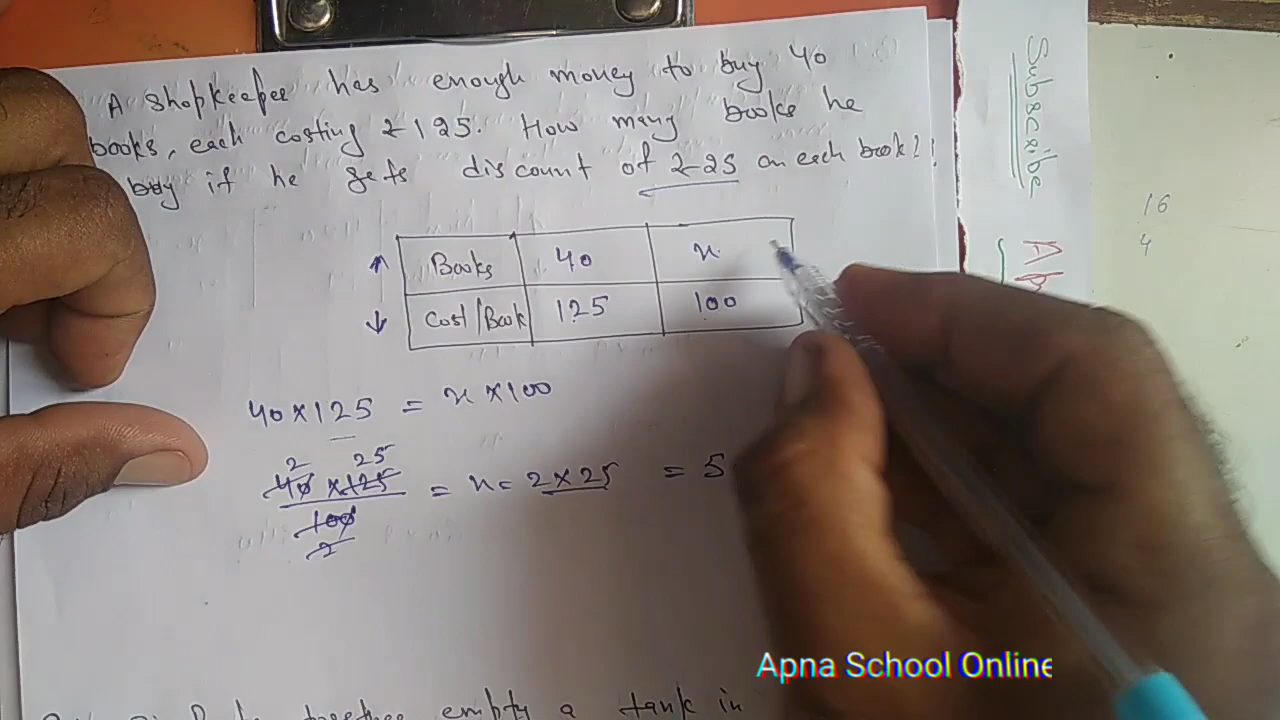 A shopkeeper has enough money to buy 40
books, each costing ₹125. How many books he
buy if he gets discount of ₹25 on each book?
↑ Books 40 x
↓ Cost/Book 125 100
40×125 = x×100
2 25
40×125 = x = 2×25 = 5
100
2
together empty a tank in
Subscribe
Ap
16
4
Apna School Online